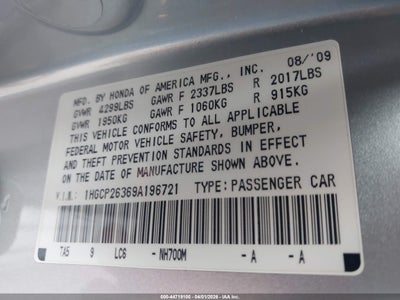 MFD. BY HONDA OF AMERICA MFG., INC. 08/'09
GVWR 4299LBS GAWR F 2337LBS R 2017LBS
GVWR 1950KG GAWR F 1060KG R 915KG
THIS VEHICLE CONFORMS TO ALL APPLICABLE
FEDERAL MOTOR VEHICLE SAFETY, BUMPER,
AND THEFT PREVENTION STANDARDS IN EFFECT
ON THE DATE OF MANUFACTURE SHOWN ABOVE.
V.I.N.: 1HGCP26369A196721 TYPE: PASSENGER CAR
TA5 9 LC6 -NH700M -A -A
000-44719100 - 04/01/2026 - IAA, Inc.